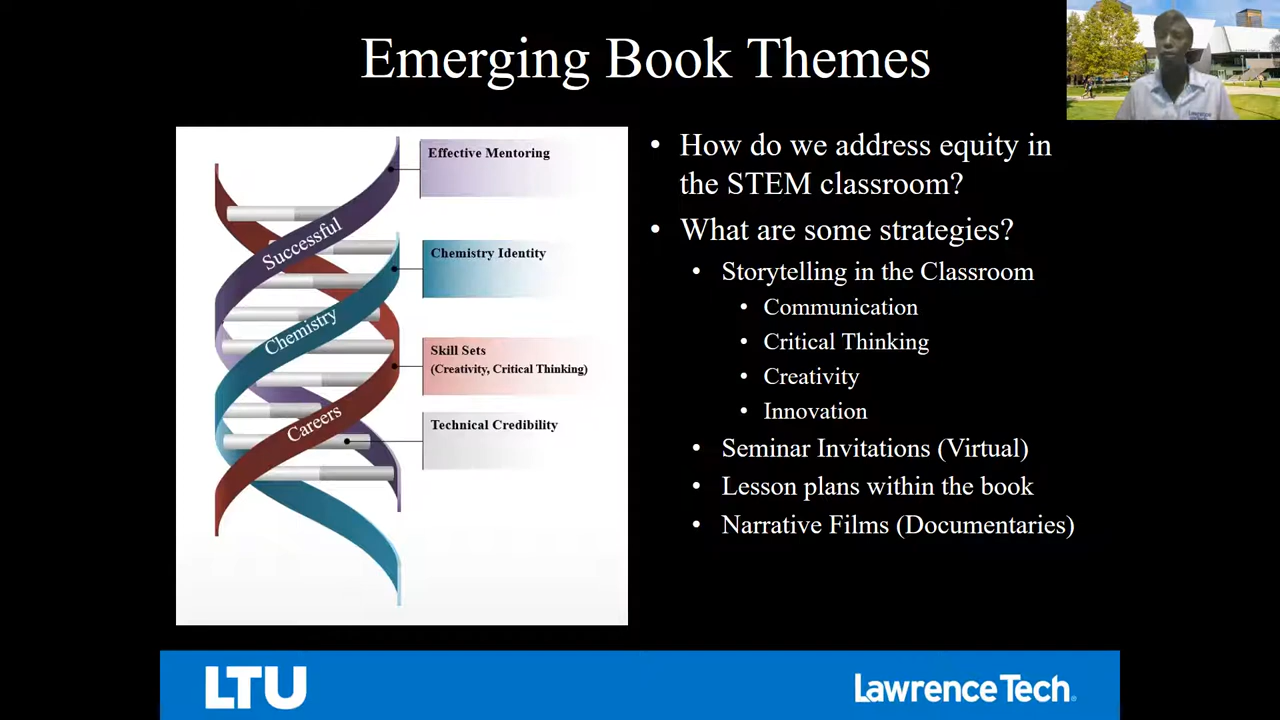 Emerging Book Themes
Effective Mentoring
Successful
Chemistry Identity
Chemistry
Skill Sets
(Creativity, Critical Thinking)
Careers
Technical Credibility
• How do we address equity in
the STEM classroom?
• What are some strategies?
• Storytelling in the Classroom
• Communication
• Critical Thinking
• Creativity
• Innovation
• Seminar Invitations (Virtual)
• Lesson plans within the book
• Narrative Films (Documentaries)
LTU
Lawrence Tech
Lawrence